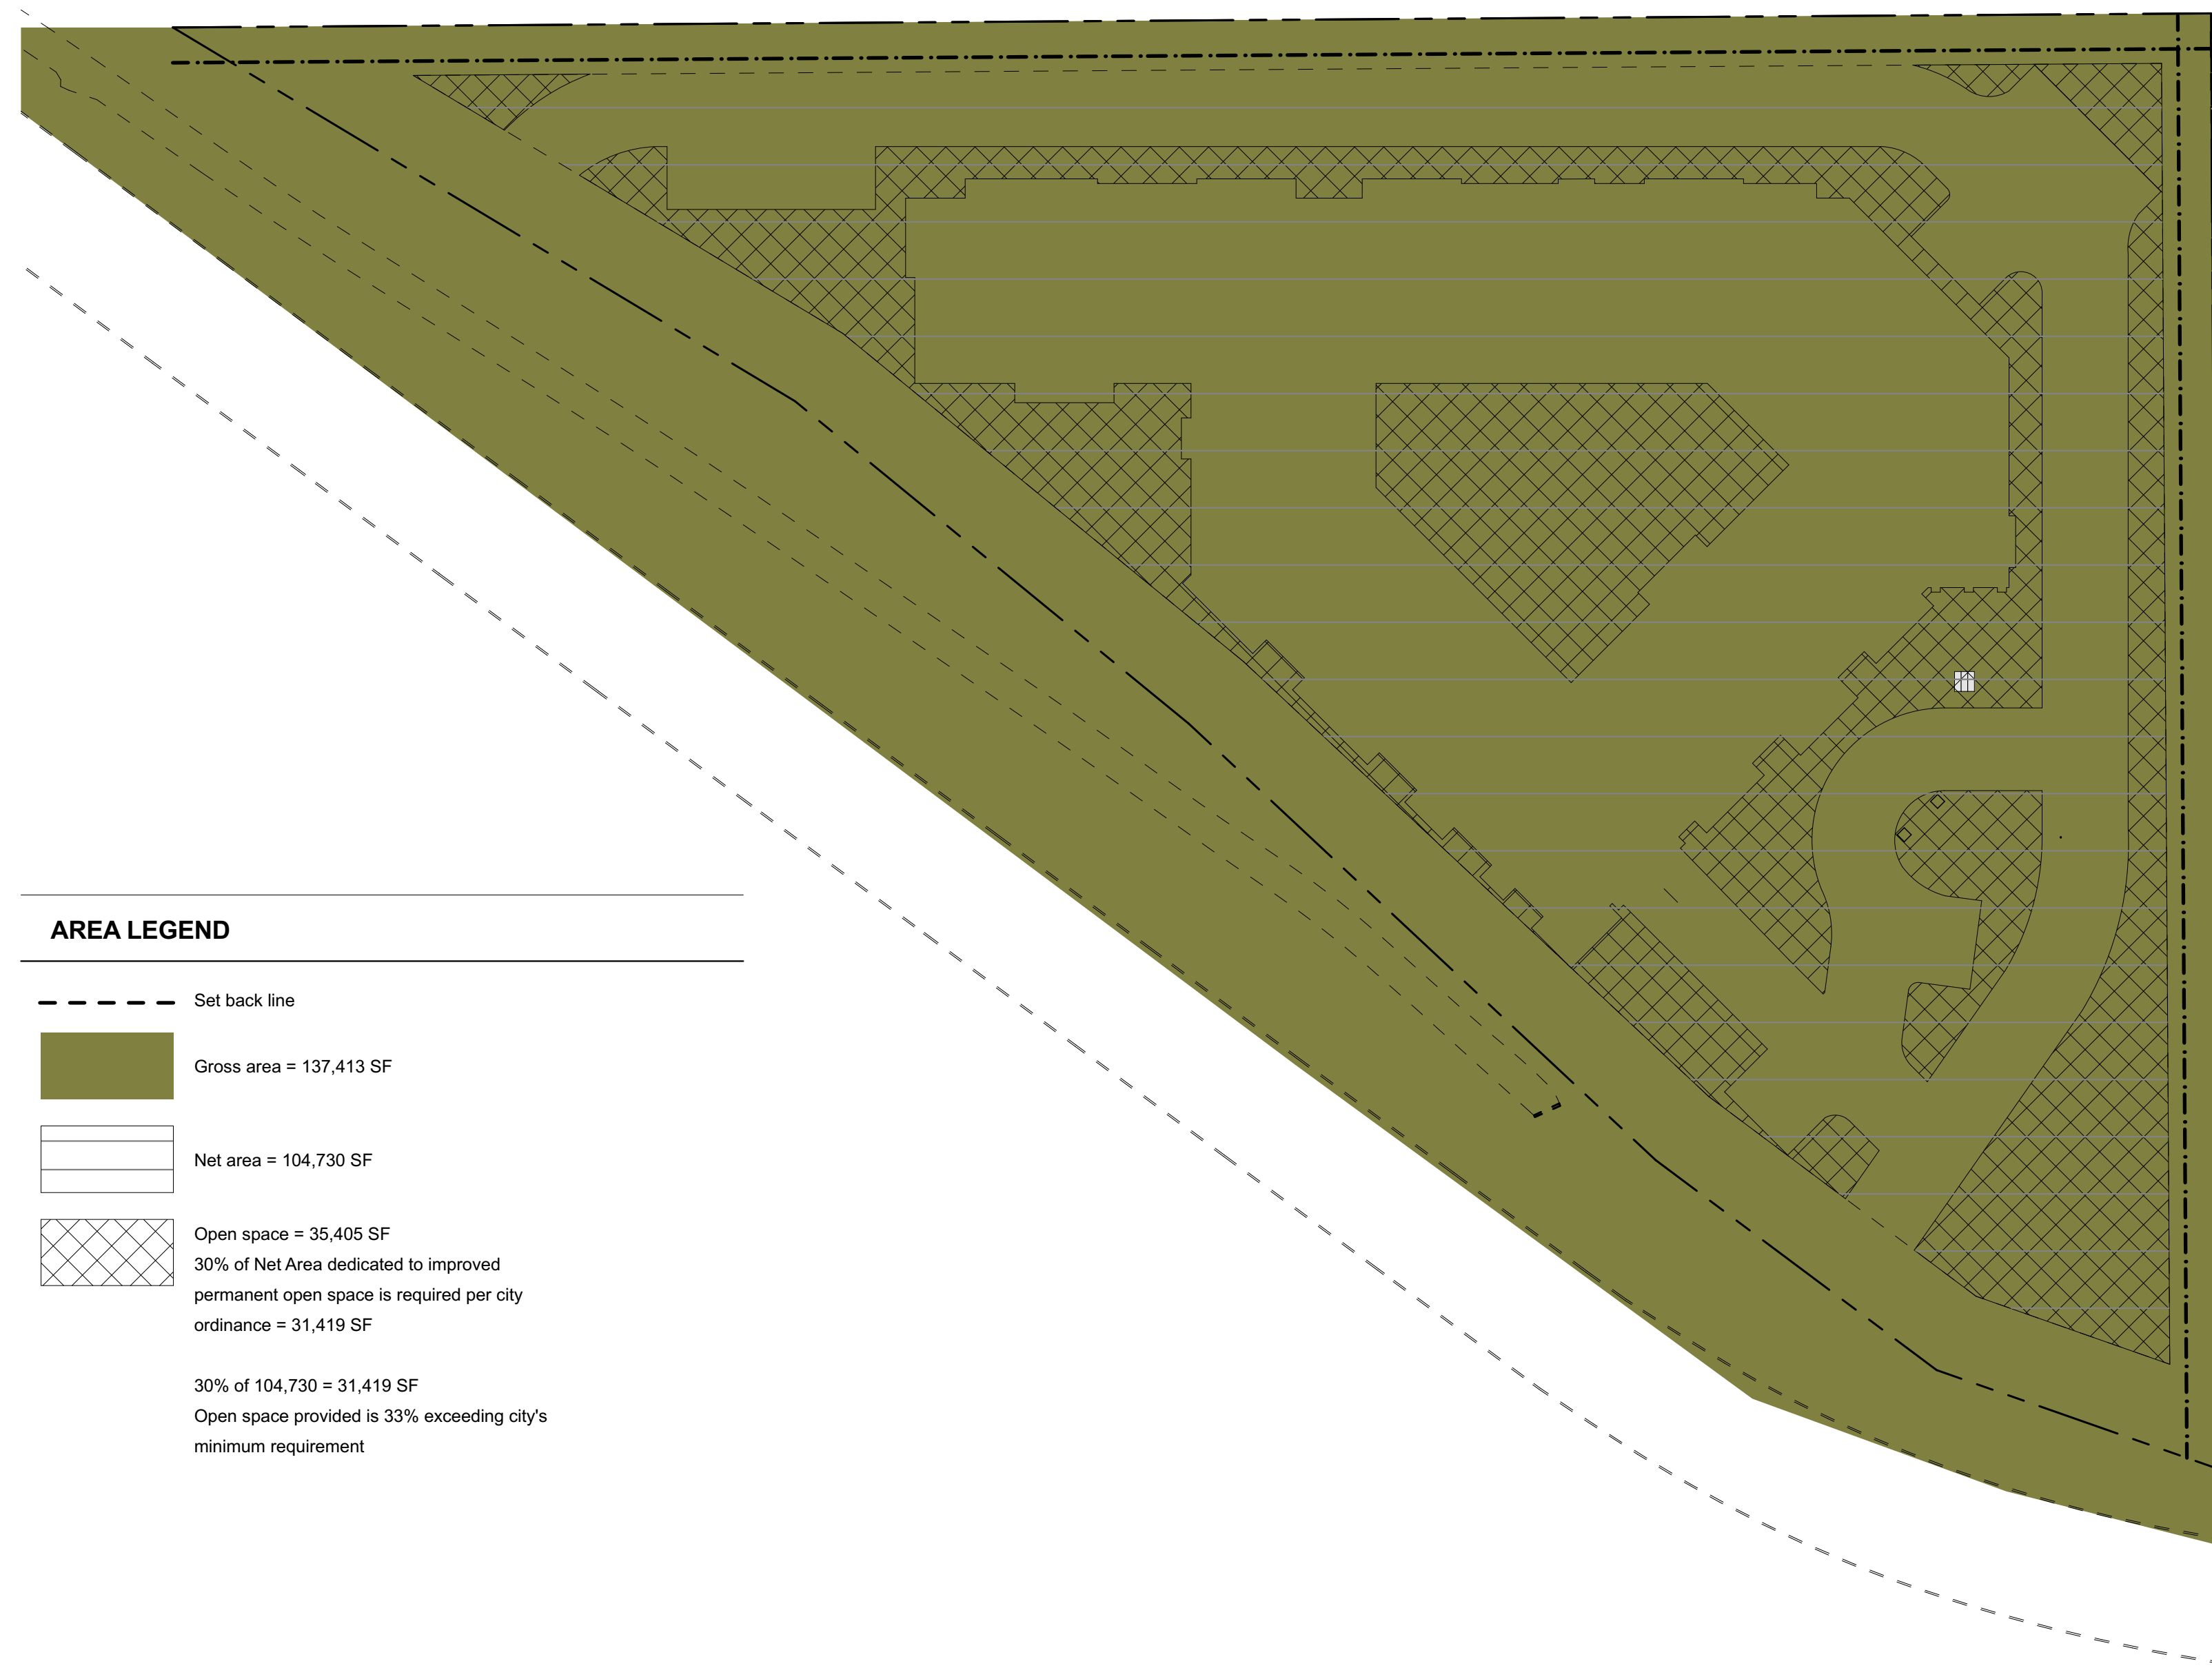 AREA LEGEND
Set back line
Gross area = 137,413 SF
Net area = 104,730 SF
Open space = 35,405 SF
30% of Net Area dedicated to improved
permanent open space is required per city
ordinance = 31,419 SF
30% of 104,730 = 31,419 SF
Open space provided is 33% exceeding city's
minimum requirement